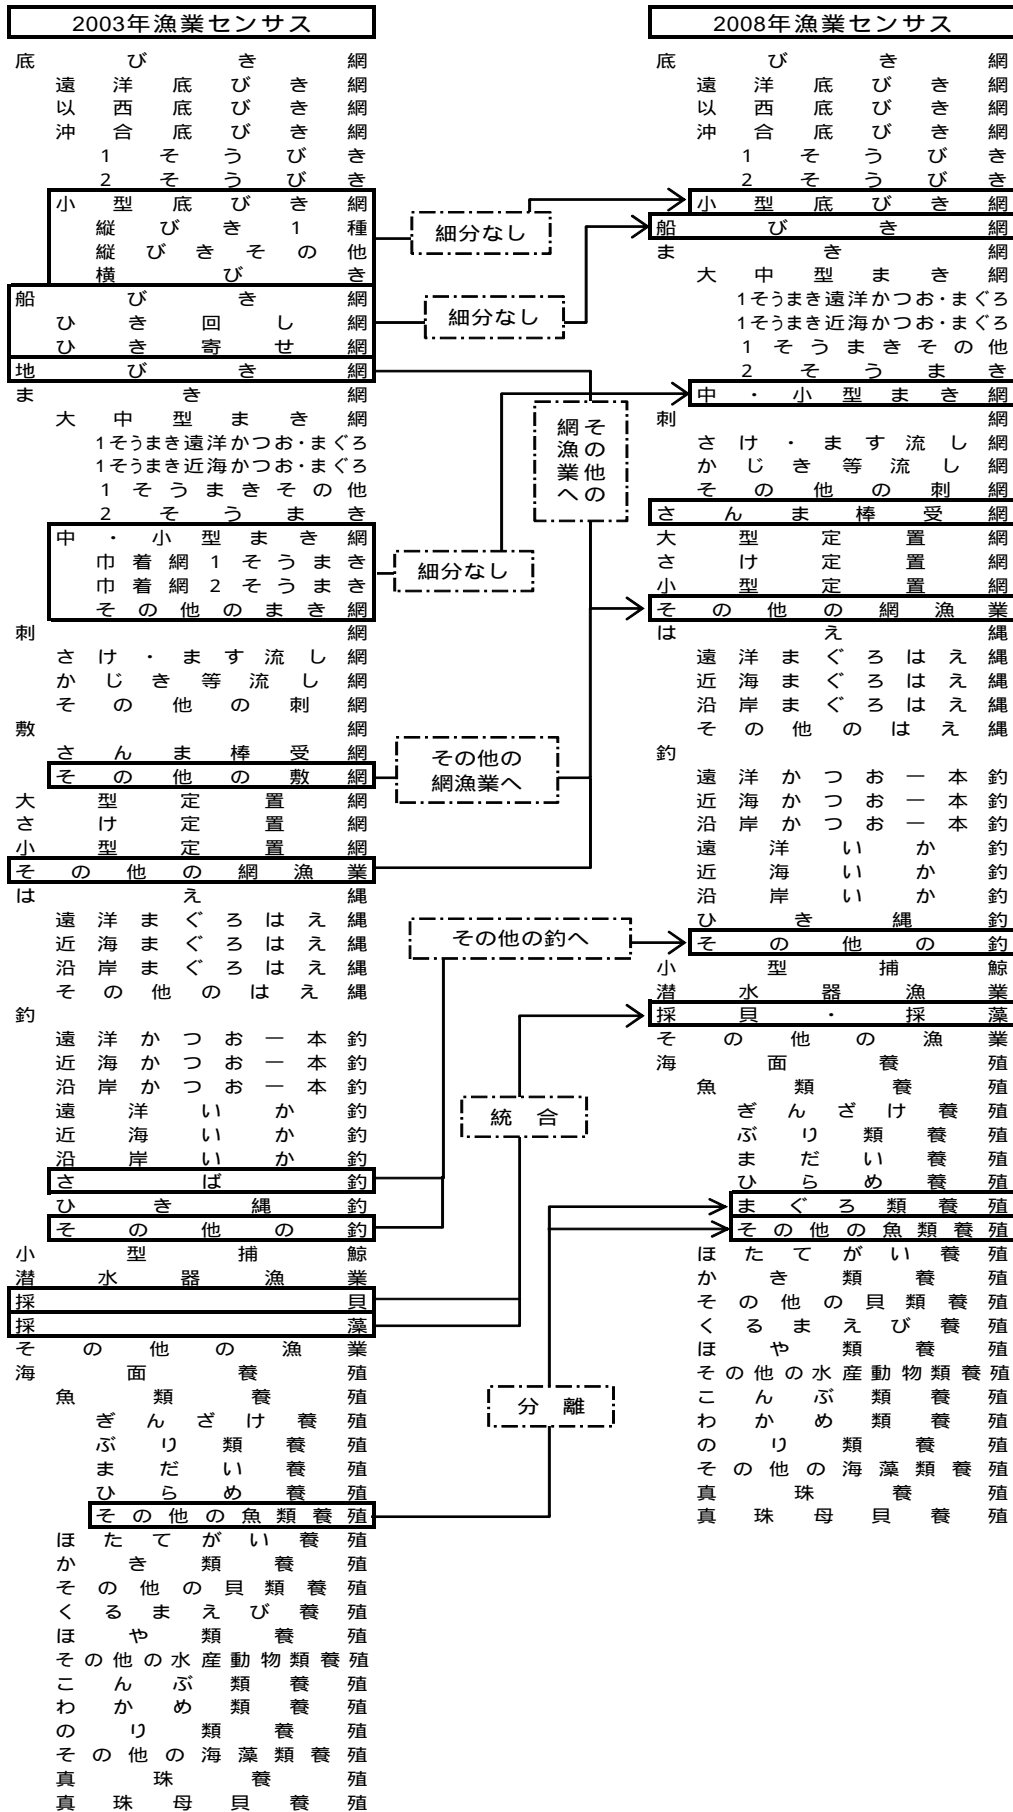 2003年漁業センサス
底びき網
遠洋底びき網
以西底びき網
沖合底びき網
1そうびき
2そうびき
小型底びき網
縦びき1種
縦びきその他
横びき
船びき網
ひき回し網
ひき寄せ網
地びき網
まき網
大中型まき網
1そうまき遠洋かつお・まぐろ
1そうまき近海かつお・まぐろ
1そうまきその他
2そうまき
中・小型まき網
巾着網1そうまき
巾着網2そうまき
その他のまき網
刺網
さけ・ます流し網
かじき等流し網
その他の刺網
敷網
さんま棒受網
その他の敷網
大型定置網
さけ定置網
小型定置網
その他の網漁業
はえ縄
遠洋まぐろはえ縄
近海まぐろはえ縄
沿岸まぐろはえ縄
その他のはえ縄
釣
遠洋かつお一本釣
近海かつお一本釣
沿岸かつお一本釣
遠洋いか釣
近海いか釣
沿岸いか釣
さば釣
ひき縄釣
その他の釣
小型捕鯨
潜水器漁業
採貝
採藻
その他の漁業
海面養殖
魚類養殖
ぎんざけ養殖
ぶり類養殖
まだい養殖
ひらめ養殖
その他の魚類養殖
ほたてがい養殖
かき類養殖
その他の貝類養殖
くるまえび養殖
ほや類養殖
その他の水産動物類養殖
こんぶ類養殖
わかめ類養殖
のり類養殖
その他の海藻類養殖
真珠養殖
真珠母貝養殖
細分なし
細分なし
その他の
網漁業へ
細分なし
その他の
網漁業へ
その他の釣へ
統合
分離
2008年漁業センサス
底びき網
遠洋底びき網
以西底びき網
沖合底びき網
1そうびき
2そうびき
小型底びき網
船びき網
まき網
大中型まき網
1そうまき遠洋かつお・まぐろ
1そうまき近海かつお・まぐろ
1そうまきその他
2そうまき
中・小型まき網
刺網
さけ・ます流し網
かじき等流し網
その他の刺網
さんま棒受網
大型定置網
さけ定置網
小型定置網
その他の網漁業
はえ縄
遠洋まぐろはえ縄
近海まぐろはえ縄
沿岸まぐろはえ縄
その他のはえ縄
釣
遠洋かつお一本釣
近海かつお一本釣
沿岸かつお一本釣
遠洋いか釣
近海いか釣
沿岸いか釣
ひき縄釣
その他の釣
小型捕鯨
潜水器漁業
採貝・採藻
その他の漁業
海面養殖
魚類養殖
ぎんざけ養殖
ぶり類養殖
まだい養殖
ひらめ養殖
まぐろ類養殖
その他の魚類養殖
ほたてがい養殖
かき類養殖
その他の貝類養殖
くるまえび養殖
ほや類養殖
その他の水産動物類養殖
こんぶ類養殖
わかめ類養殖
のり類養殖
その他の海藻類養殖
真珠養殖
真珠母貝養殖